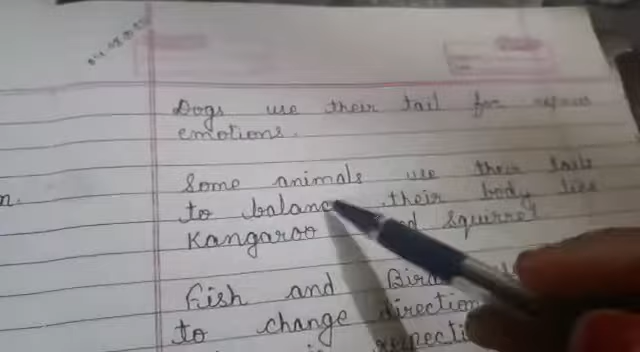 Dogs use their tail for express
emotions.
Some animals use their tails
to balance their body like
Kangaroo and squirrel
Fish and Bird
to change direction